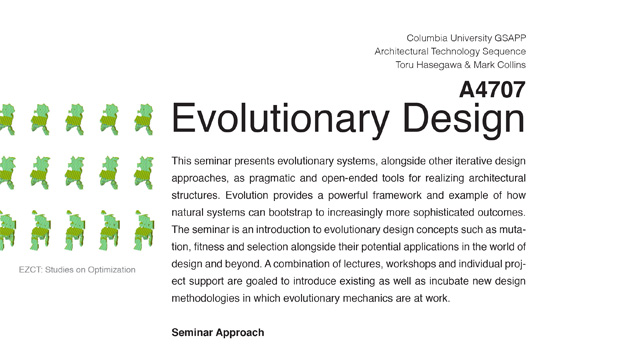 Columbia University GSAPP
Architectural Technology Sequence
Toru Hasegawa & Mark Collins
A4707
Evolutionary Design
This seminar presents evolutionary systems, alongside other iterative design
approaches, as pragmatic and open-ended tools for realizing architectural
structures. Evolution provides a powerful framework and example of how
natural systems can bootstrap to increasingly more sophisticated outcomes.
The seminar is an introduction to evolutionary design concepts such as muta-
tion, fitness and selection alongside their potential applications in the world of
design and beyond. A combination of lectures, workshops and individual proj-
ect support are goaled to introduce existing as well as incubate new design
methodologies in which evolutionary mechanics are at work.
EZCT: Studies on Optimization
Seminar Approach